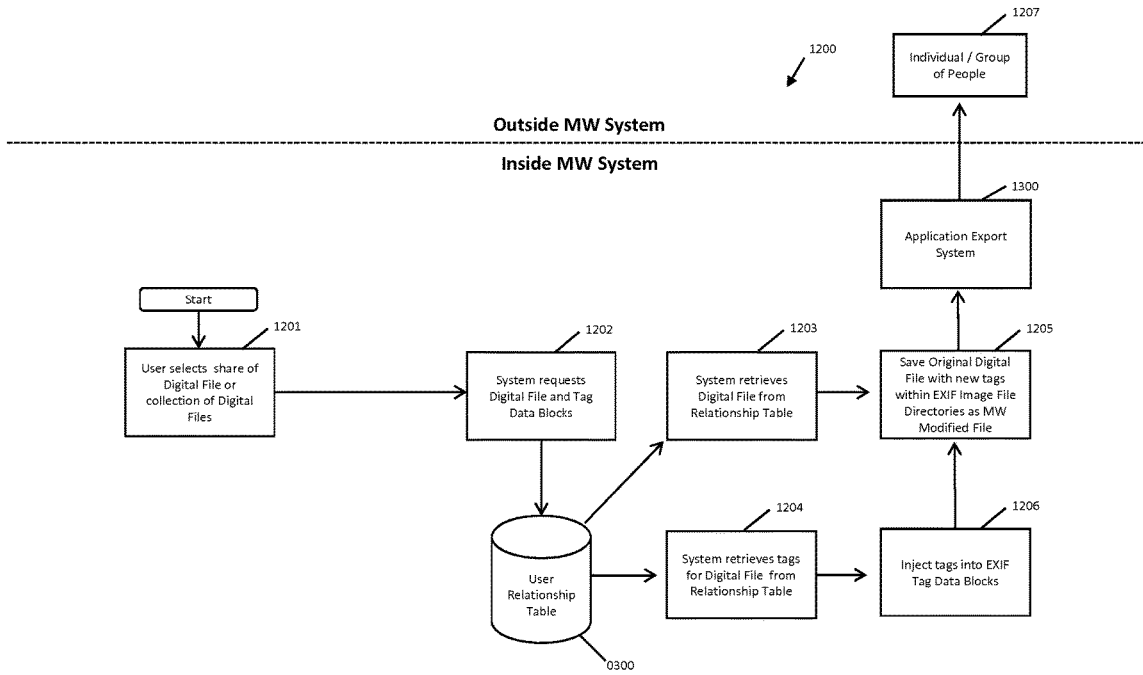 1207
Individual / Group
of People
1200
Outside MW System
Inside MW System
1300
Application Export
System
Start
1201
User selects share of
Digital File or
collection of Digital
Files
1202
System requests
Digital File and Tag
Data Blocks
1203
System retrieves
Digital File from
Relationship Table
1205
Save Original Digital
File with new tags
within EXIF Image File
Directories as MW
Modified File
User
Relationship
Table
0300
1204
System retrieves tags
for Digital File from
Relationship Table
1206
Inject tags into EXIF
Tag Data Blocks